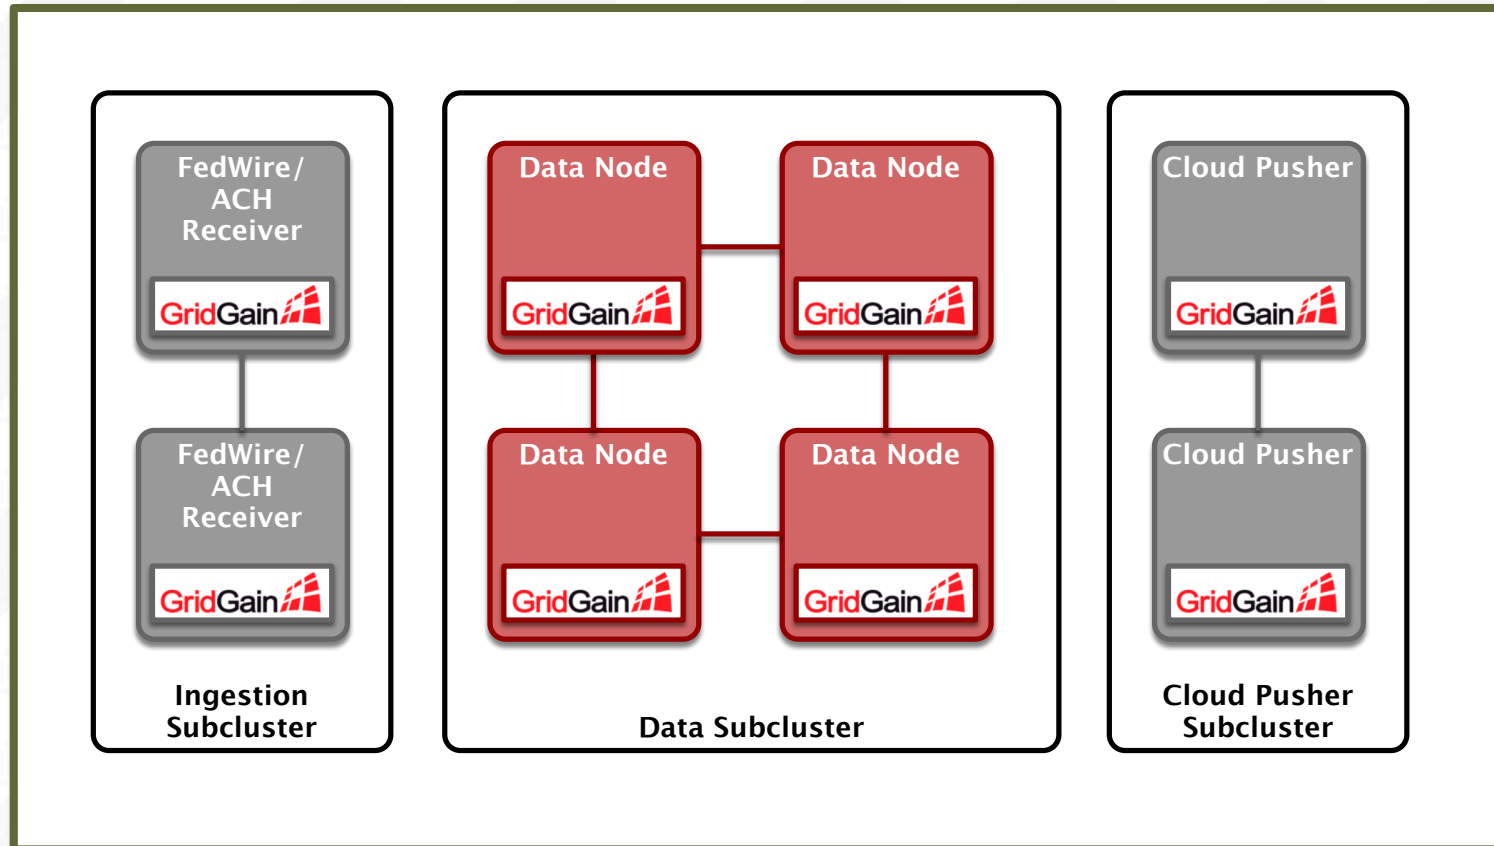 FedWire/
ACH
Receiver
GridGain
FedWire/
ACH
Receiver
GridGain
Ingestion
Subcluster
Data Node
GridGain
Data Node
GridGain
Data Node
GridGain
Data Node
GridGain
Data Subcluster
Cloud Pusher
GridGain
Cloud Pusher
GridGain
Cloud Pusher
Subcluster